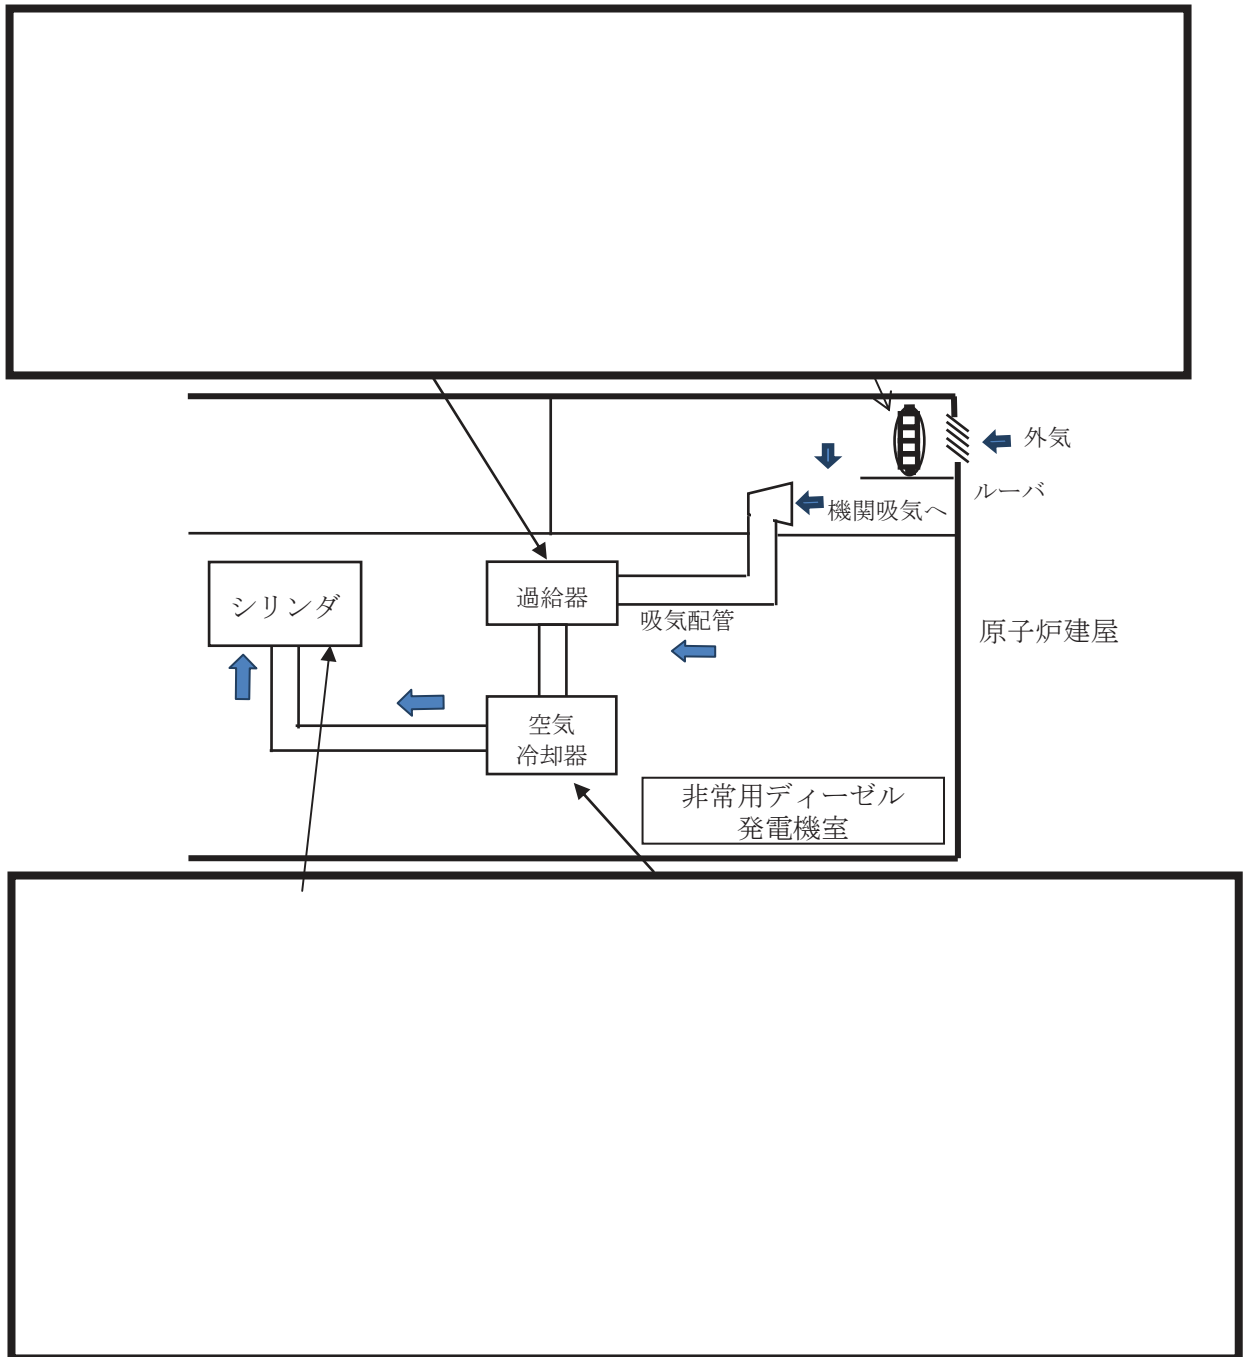 外気
ルーバ
機関吸気へ
過給器
シリンダ
吸気配管
原子炉建屋
空気
冷却器
非常用ディーゼル
発電機室